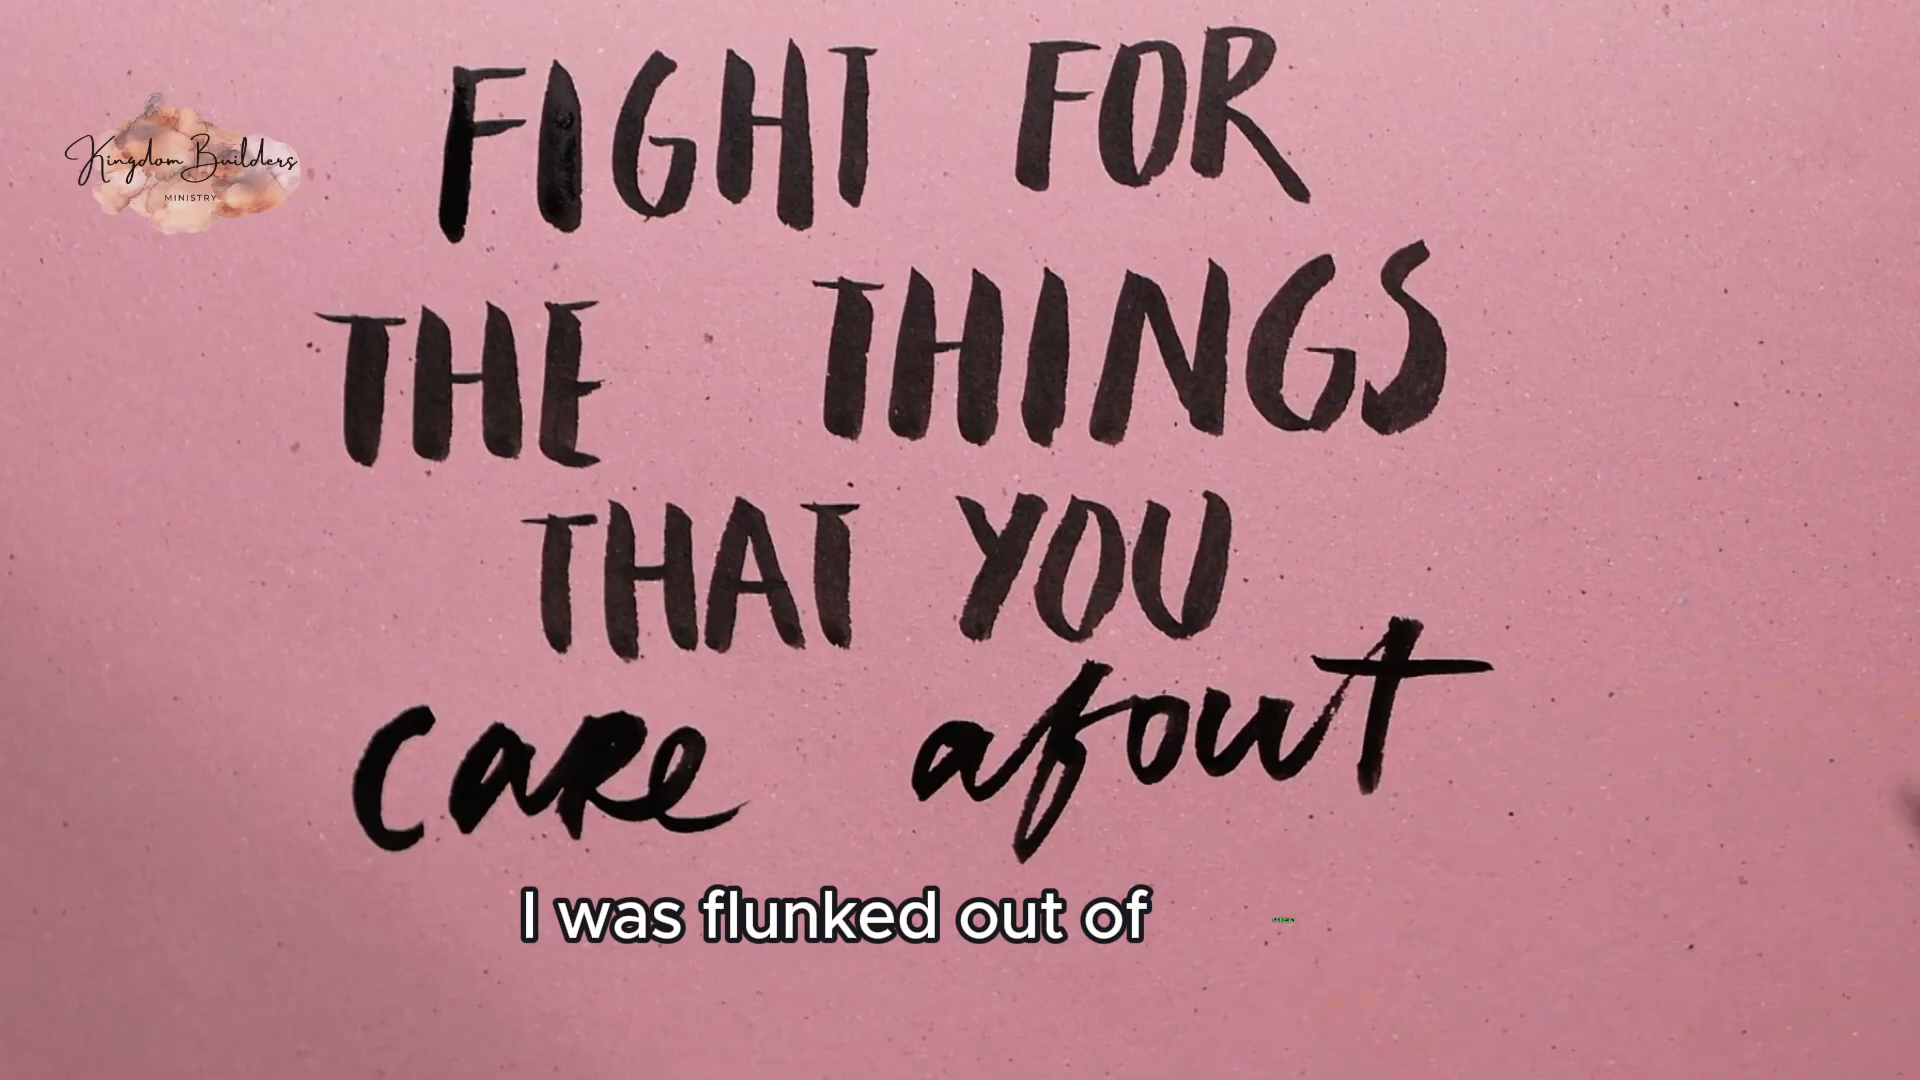 Kingdom Builders
MINISTRY
FIGHT FOR
THE THINGS
THAT YOU
care about
I was flunked out of